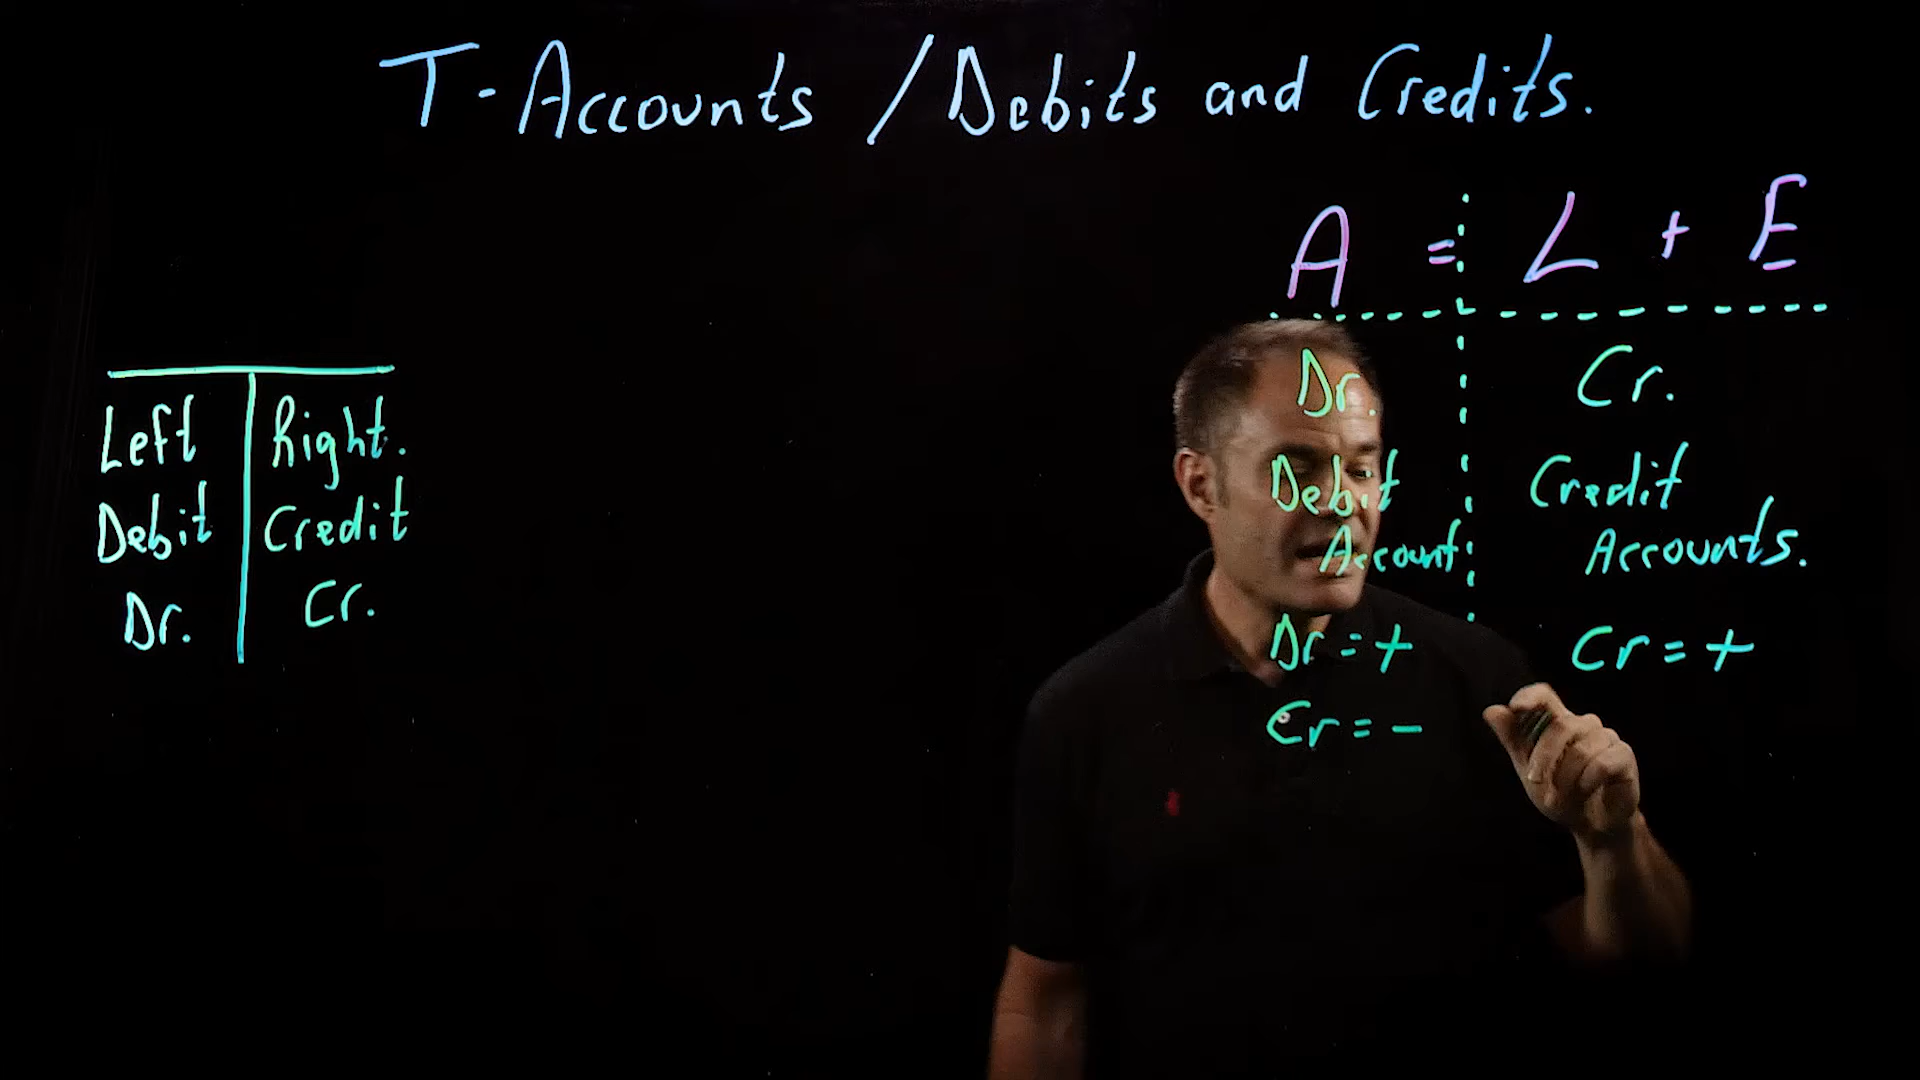 T-Accounts / Debits and Credits.
A = L + E
Left Right.
Debit Credit
Dr. Cr.
Dr. Cr.
Debit Credit
Account Accounts.
Dr = + Cr = +
Cr = -